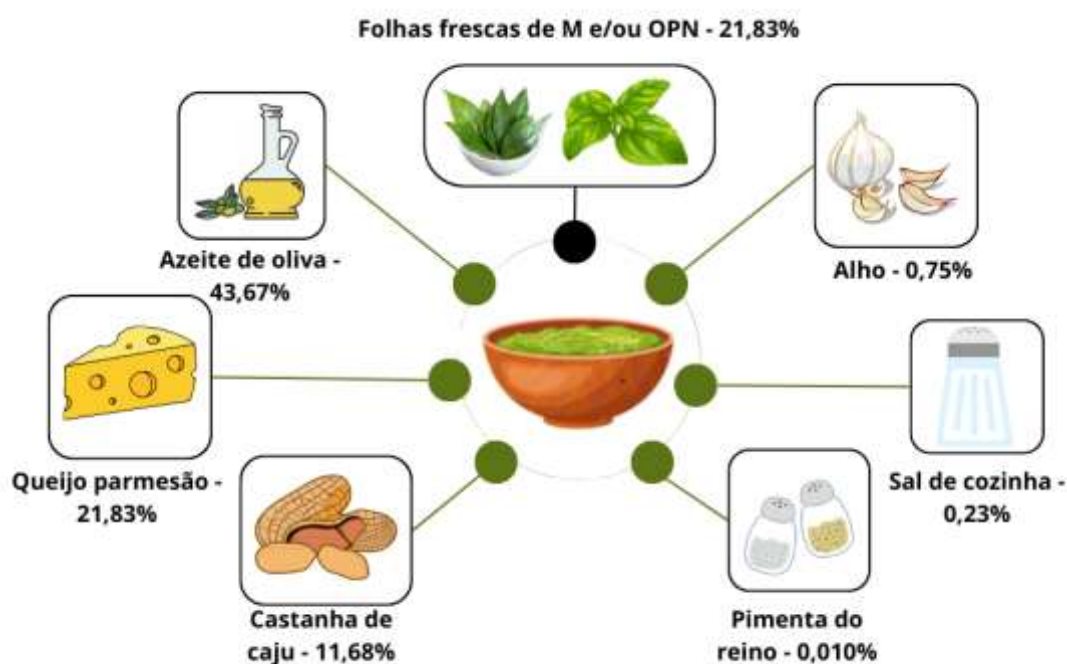 Folhas frescas de M e/ou OPN - 21,83%
Azeite de oliva -
43,67%
Alho - 0,75%
Queijo parmesão -
21,83%
Sal de cozinha -
0,23%
Castanha de
caju - 11,68%
Pimenta do
reino - 0,010%